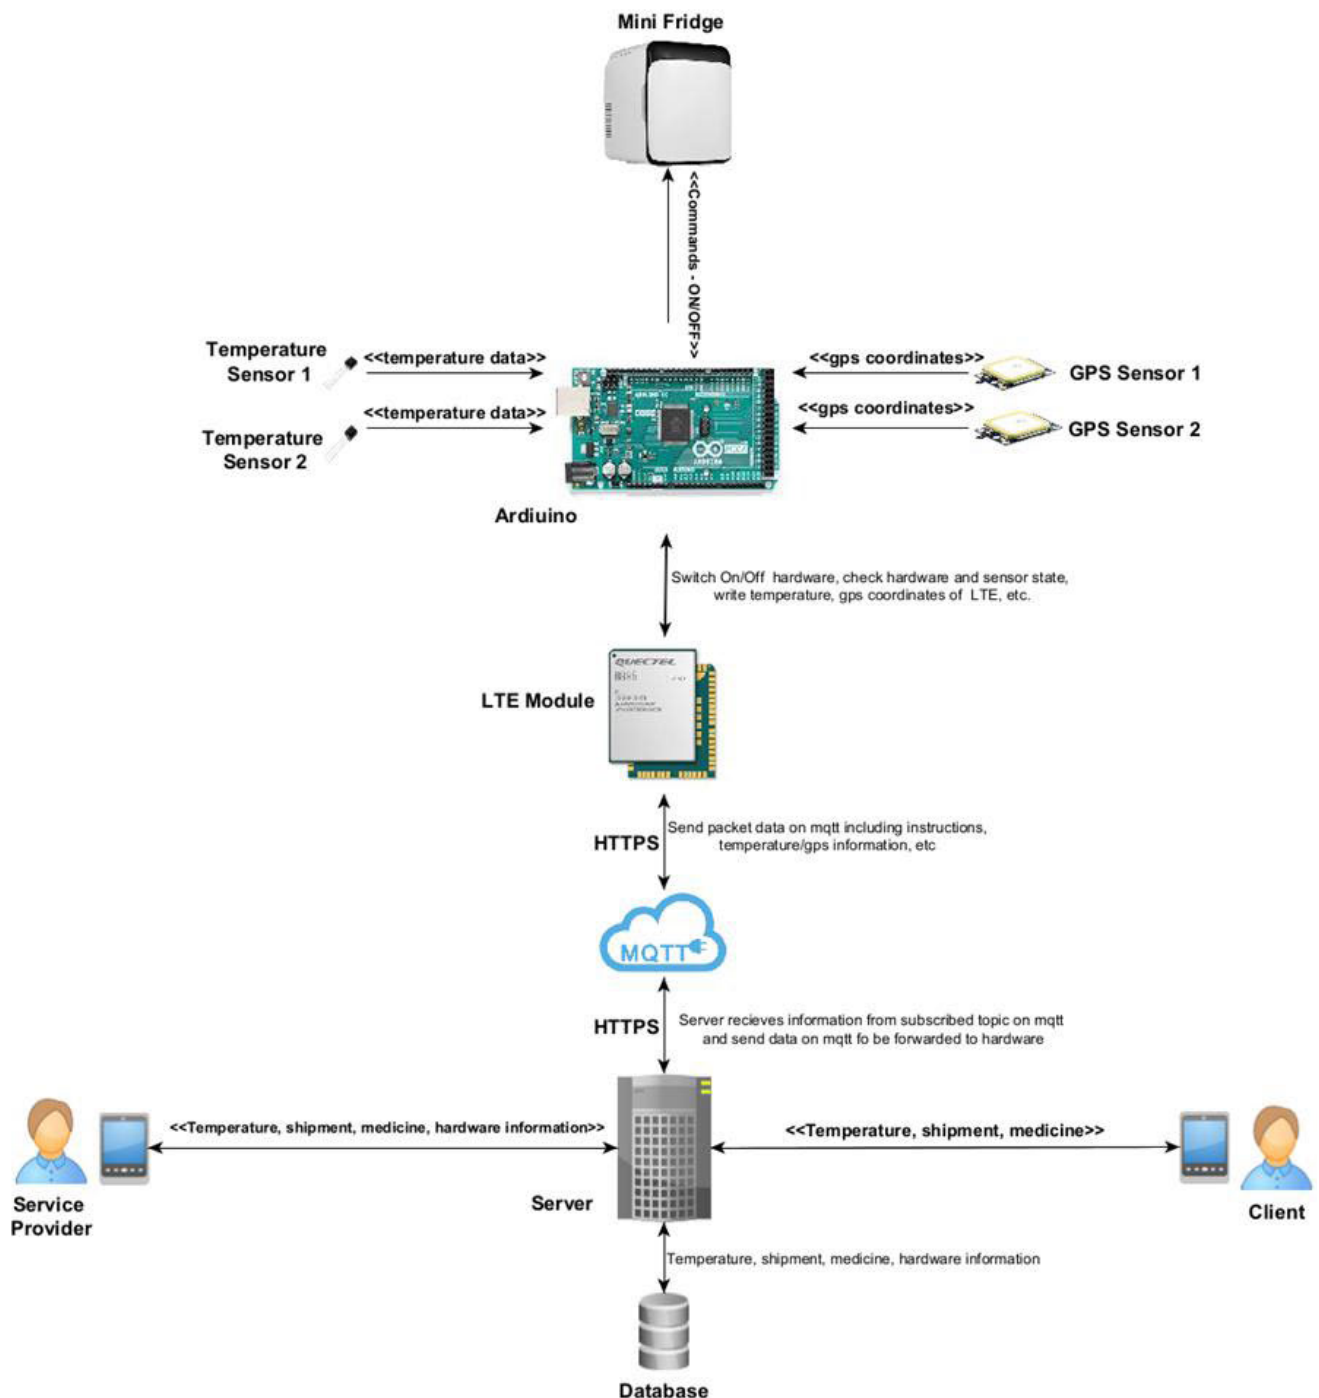 Mini Fridge
<<Commands - ON/OFF>>
Temperature
Sensor 1
<<temperature data>>
<<gps coordinates>>
GPS Sensor 1
Temperature
Sensor 2
<<temperature data>>
<<gps coordinates>>
GPS Sensor 2
Ardiuino
Switch On/Off hardware, check hardware and sensor state,
write temperature, gps coordinates of LTE, etc.
QUECTEL
LTE Module
HTTPS
Send packet data on mqtt including instructions,
temperature/gps information, etc
MQTT
HTTPS
Server recieves information from subscribed topic on mqtt
and send data on mqtt fo be forwarded to hardware
<<Temperature, shipment, medicine, hardware information>>
<<Temperature, shipment, medicine>>
Service
Provider
Server
Client
Temperature, shipment, medicine, hardware information
Database